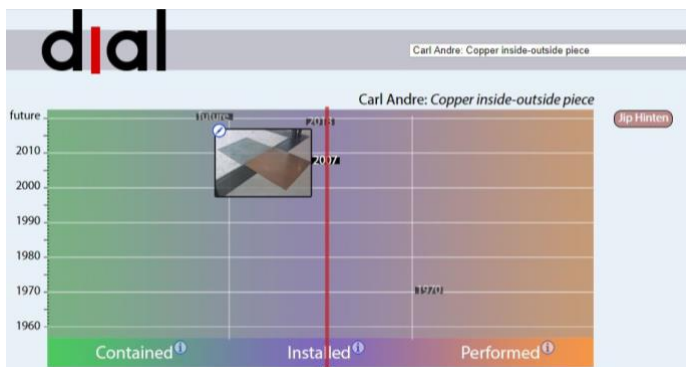 dial
Carl Andre: Copper inside-outside piece
Carl Andre: Copper inside-outside piece
Jip Hinten
future
future
2013
2010
2007
2000
1990
1980
1970
1970
1960
Contained
Installed
Performed